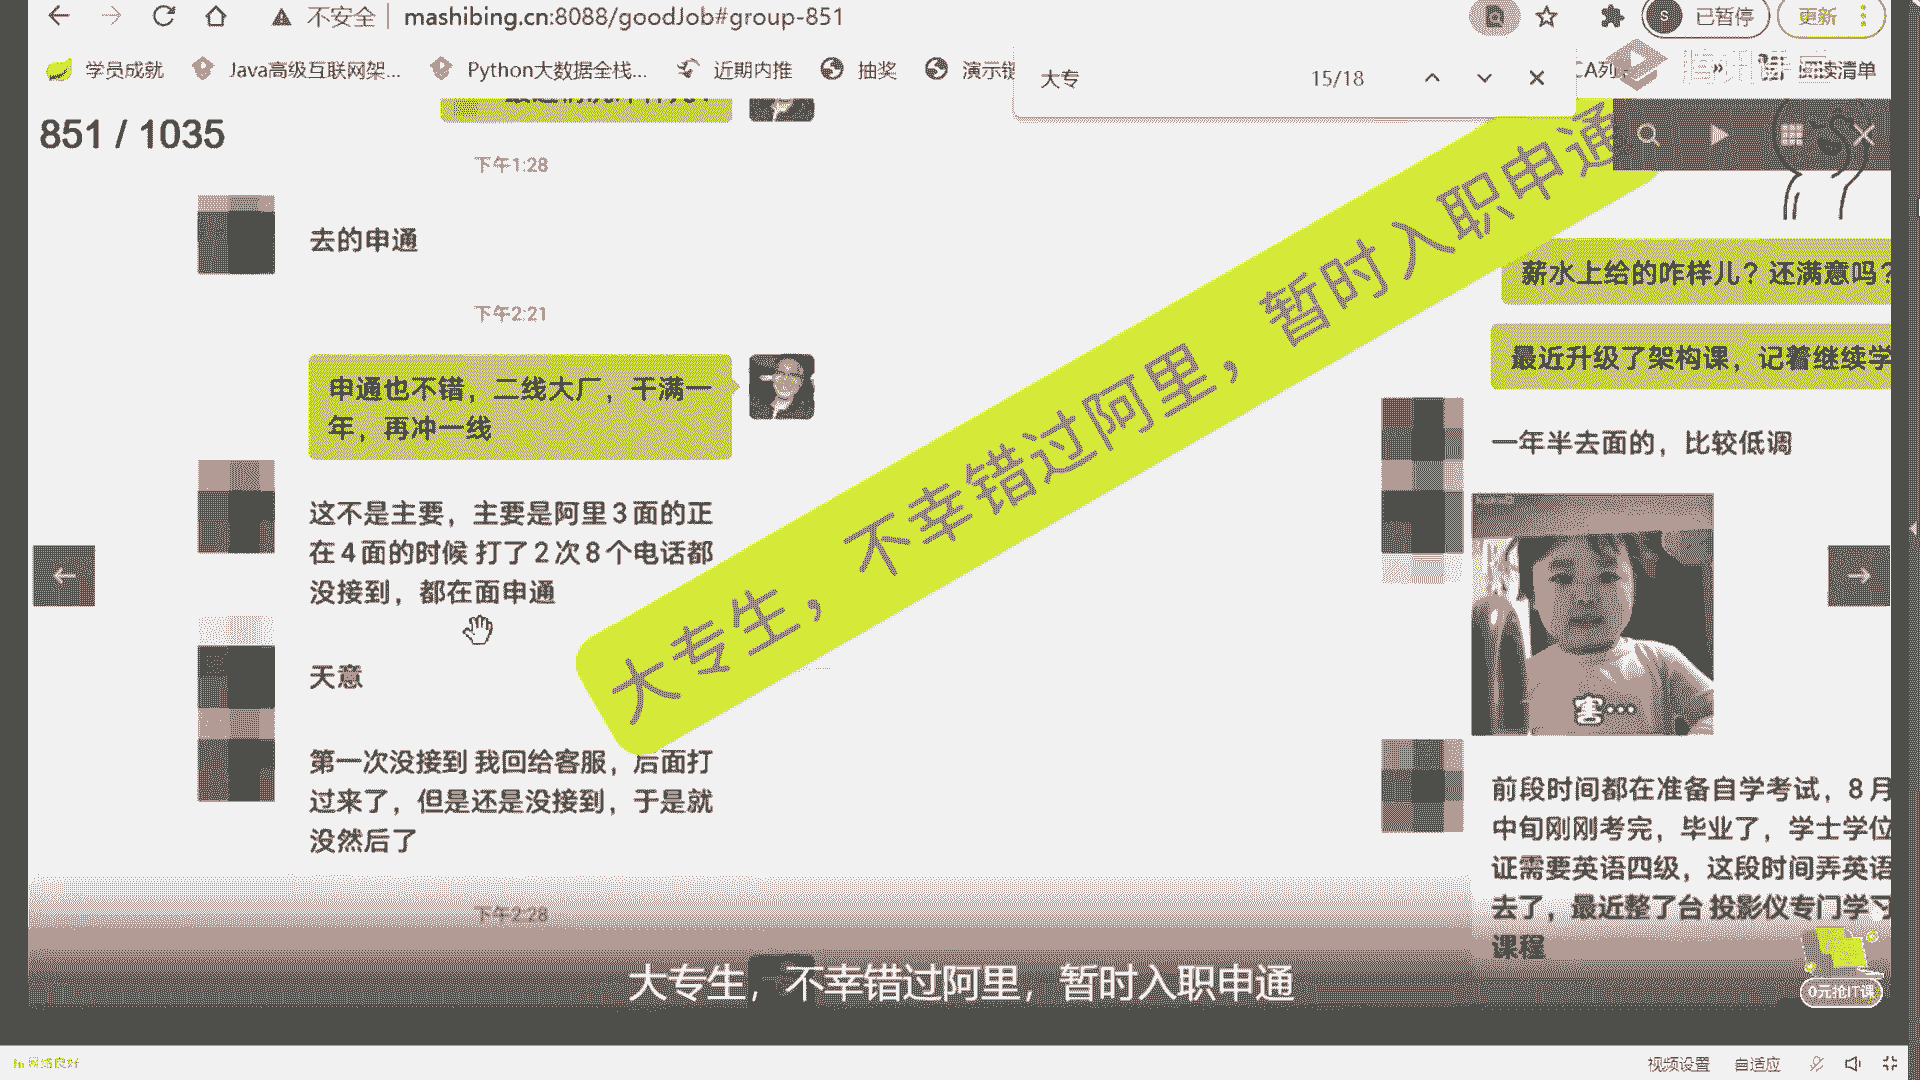 不安全 mashibing.cn:8088/goodJob#group-851
已暂停
更新
学员成就
Java高级互联网架...
Python大数据全栈...
近期内推
抽奖
演示
大专
15/18
»
阅读清单
851 / 1035
下午1:28
去的申通
下午2:21
申通也不错，二线大厂，干满一
年，再冲一线
这不是主要，主要是阿里3面的正
在4面的时候 打了2次8个电话都
没接到，都在面申通
天意
第一次没接到 我回给客服，后面打
过来了，但是还是没接到，于是就
没然后了
下午2:28
大专生，不幸错过阿里，暂时入职申通
薪水上给的咋样儿？还满意吗？
最近升级了架构课，记着继续学
一年半去面的，比较低调
害...
前段时间都在准备自学考试，8月
中旬刚刚考完，毕业了，学士学位
证需要英语四级，这段时间弄英语
去了，最近整了台 投影仪专门学习
课程
0元抢IT课
大专生，不幸错过阿里，暂时入职申通
网络良好
视频设置
自适应